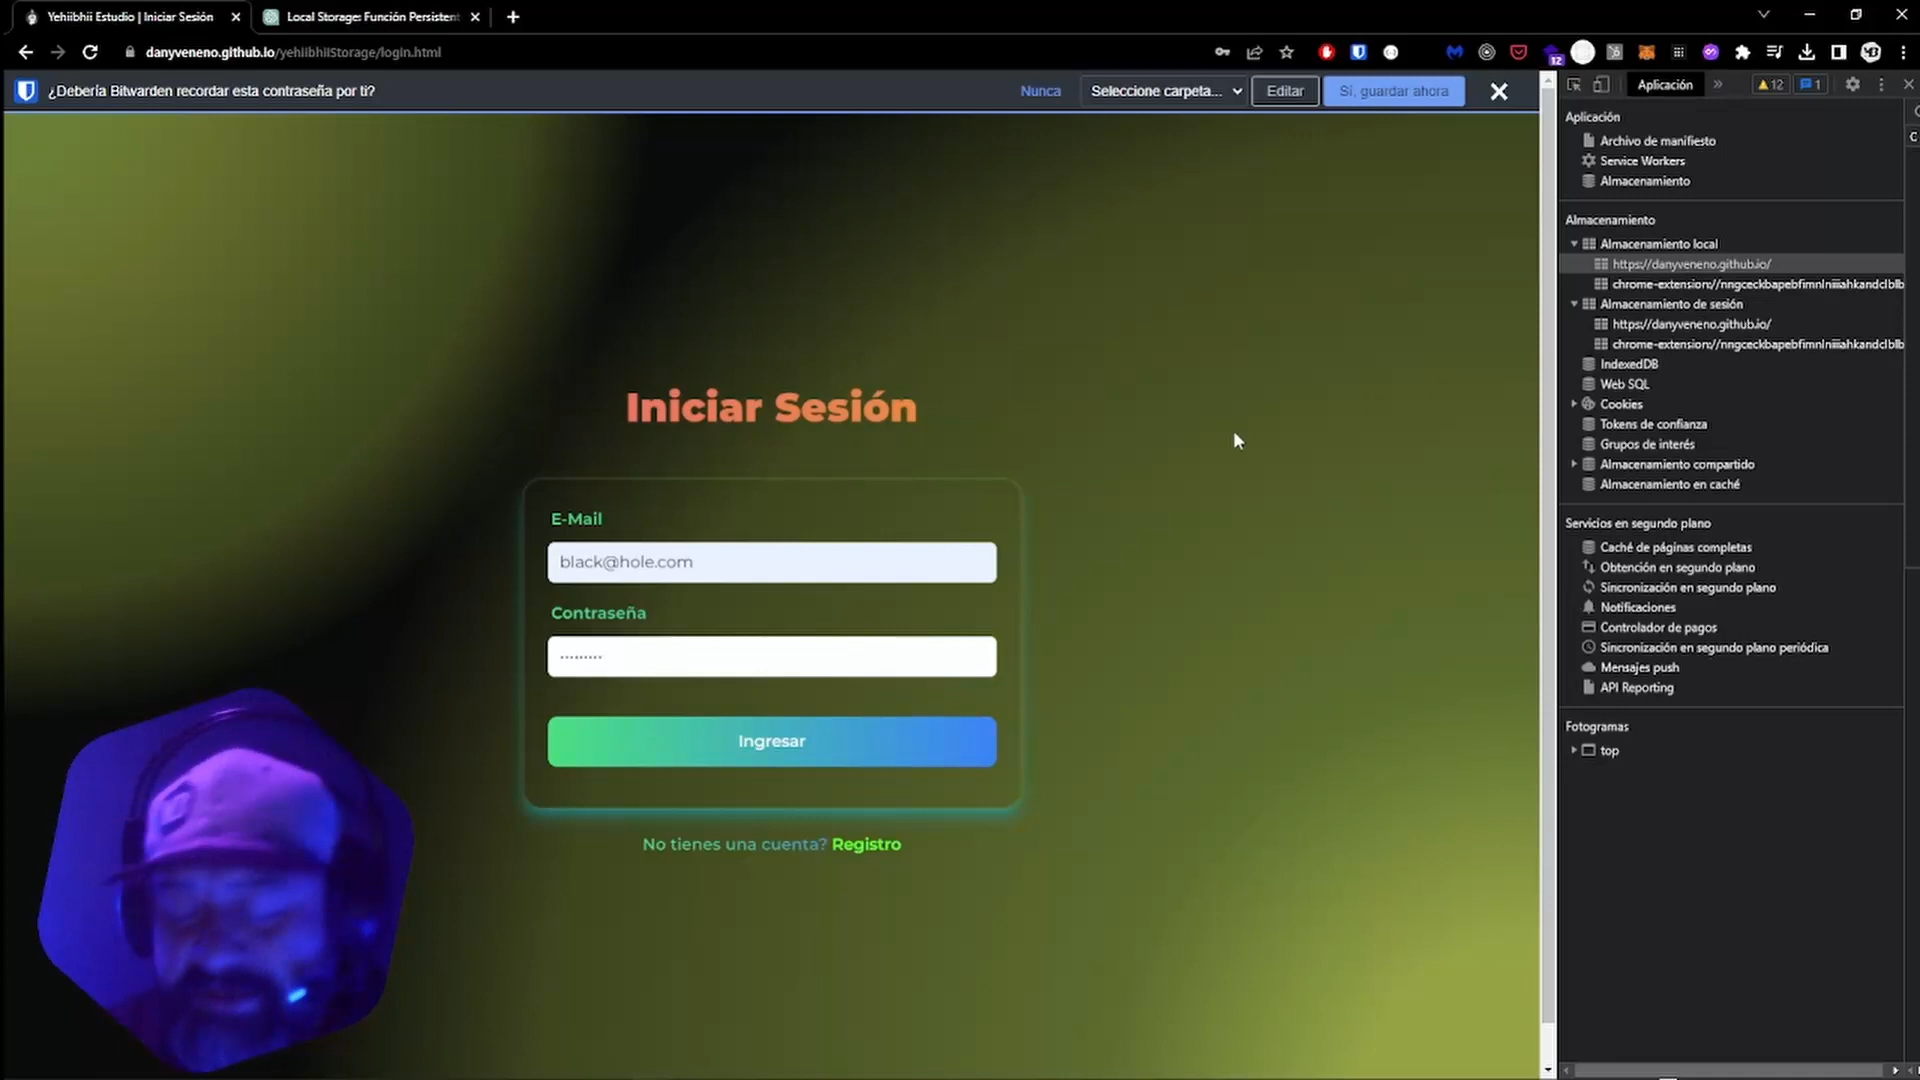 Yehiibhii Estudio | Iniciar Sesión
Local Storage: Función Persistent
danyveneno.github.io/yehiibhiiStorage/login.html
12
¿Debería Bitwarden recordar esta contraseña por ti?
Nunca
Seleccione carpeta...
Editar
Sí, guardar ahora
Aplicación
12
1
Iniciar Sesión
E-Mail
black@hole.com
Contraseña
Ingresar
No tienes una cuenta? Registro
Aplicación
Archivo de manifiesto
Service Workers
Almacenamiento
Almacenamiento
Almacenamiento local
https://danyveneno.github.io/
Almacenamiento de sesión
https://danyveneno.github.io/
IndexedDB
Web SQL
Cookies
Tokens de confianza
Grupos de interés
Almacenamiento compartido
Almacenamiento en caché
Servicios en segundo plano
Caché de páginas completas
Obtención en segundo plano
Sincronización en segundo plano
Notificaciones
Controlador de pagos
Sincronización en segundo plano periódica
Mensajes push
API Reporting
Fotogramas
top